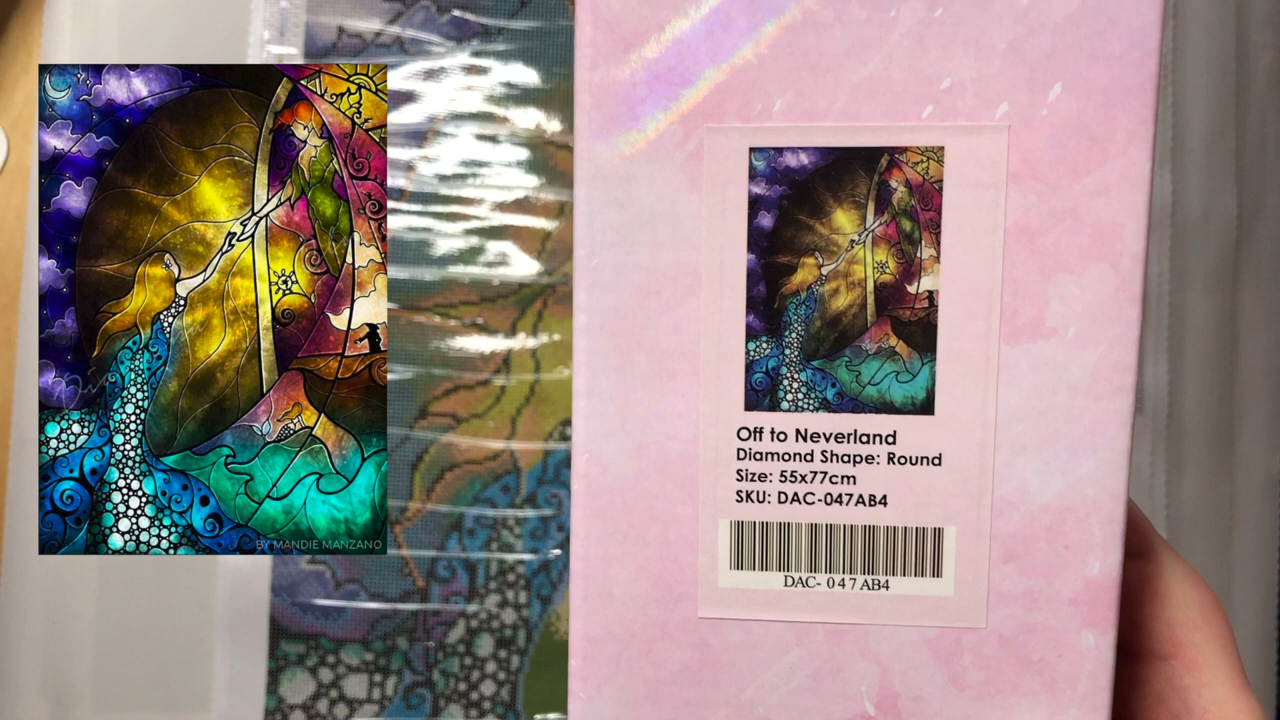 BY MANDIE MANZANO
Off to Neverland
Diamond Shape: Round
Size: 55x77cm
SKU: DAC-047AB4
DAC- 047AB4